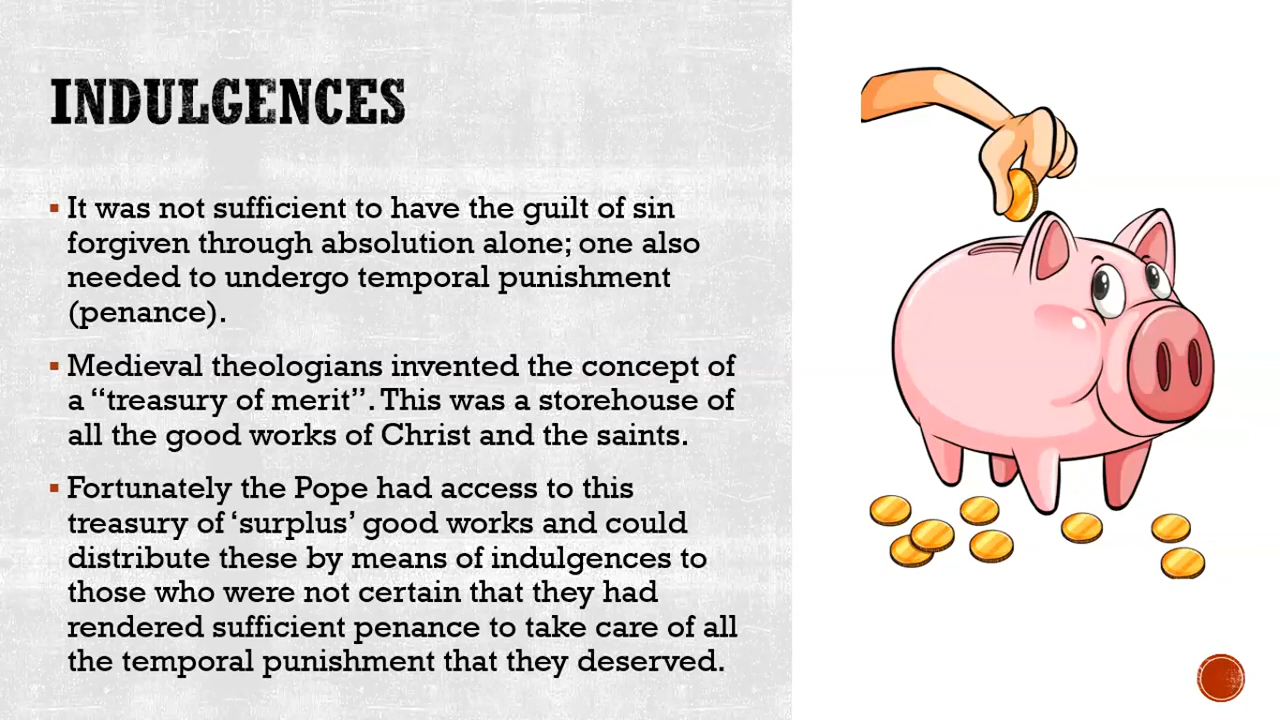 INDULGENCES
▪ It was not sufficient to have the guilt of sin
forgiven through absolution alone; one also
needed to undergo temporal punishment
(penance).
▪ Medieval theologians invented the concept of
a “treasury of merit”. This was a storehouse of
all the good works of Christ and the saints.
▪ Fortunately the Pope had access to this
treasury of ‘surplus’ good works and could
distribute these by means of indulgences to
those who were not certain that they had
rendered sufficient penance to take care of all
the temporal punishment that they deserved.